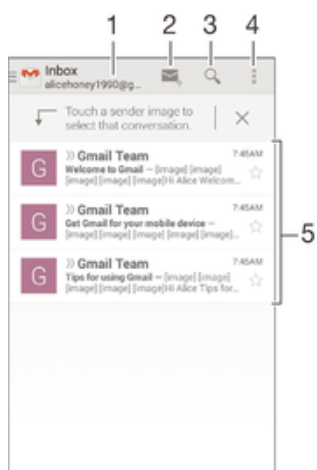 1 2 3 4
Inbox
alicehoney1990@g...
Touch a sender image to
select that conversation.
G
Gmail Team 7:45AM
Welcome to Gmail – [image] [image]
[image] [image] [image]Hi Alice Welcom...
G
Gmail Team 7:45AM
Get Gmail for your mobile device –
[image] [image] [image] [image] [image]...
G
Gmail Team 7:45AM
Tips for using Gmail – [image] [image]
[image] [image] [image]Hi Alice Tips for...
5